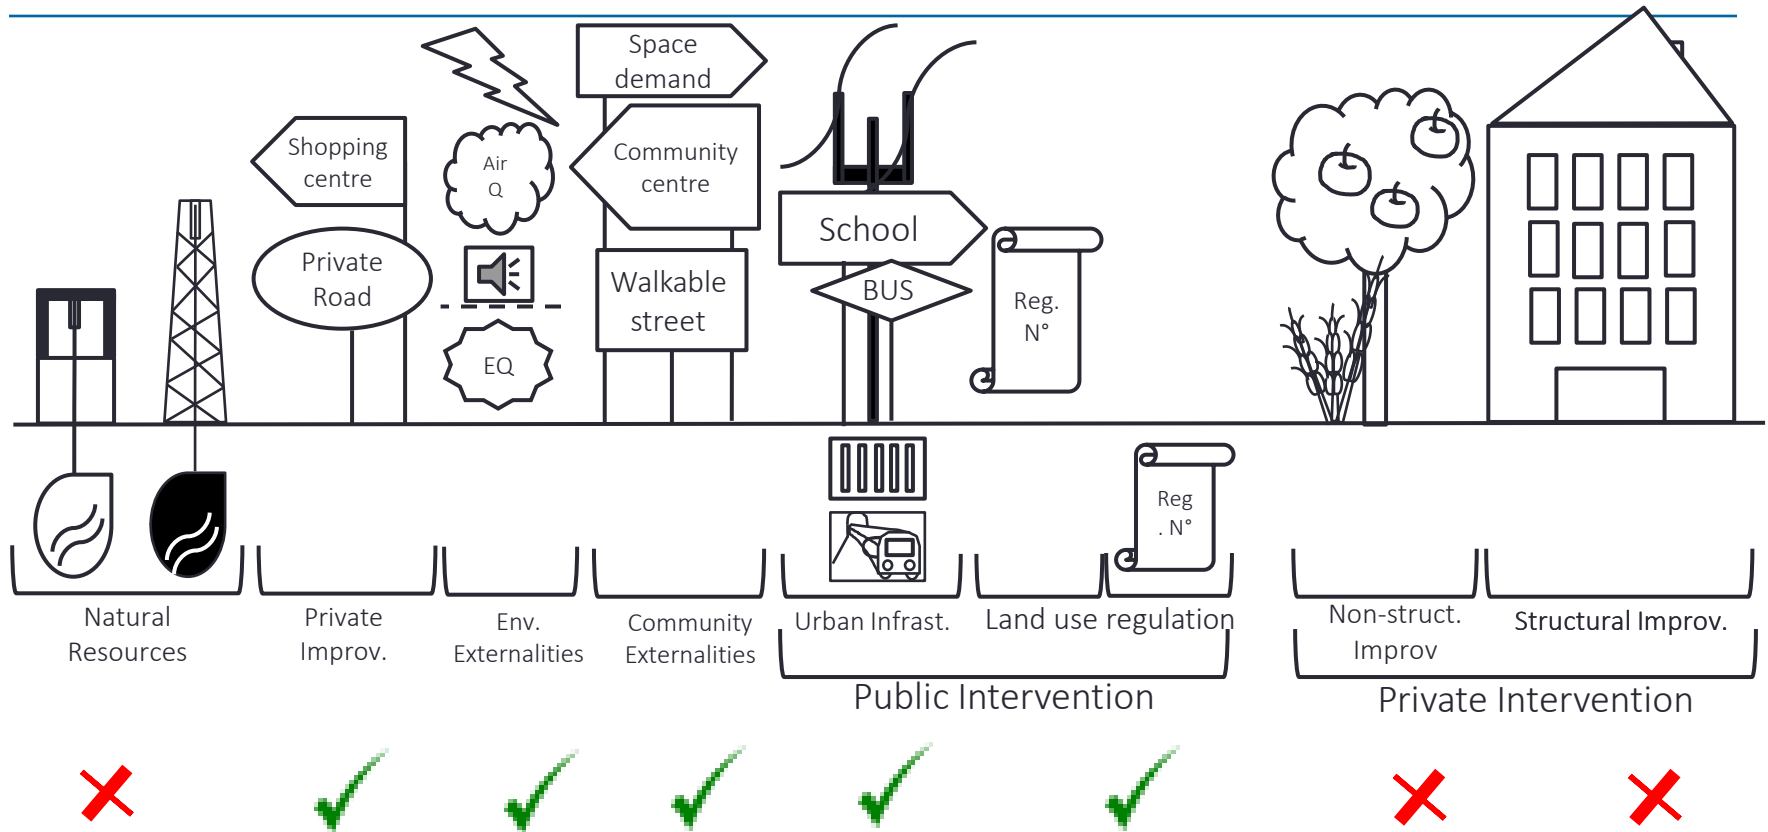 Space
demand
Shopping
centre
Air
Q
Community
centre
School
Private
Road
Walkable
street
BUS
Reg.
N°
EQ
Reg
. N°
Natural
Resources
Private
Improv.
Env.
Externalities
Community
Externalities
Urban Infrast.
Land use regulation
Non-struct.
Improv
Structural Improv.
Public Intervention
Private Intervention